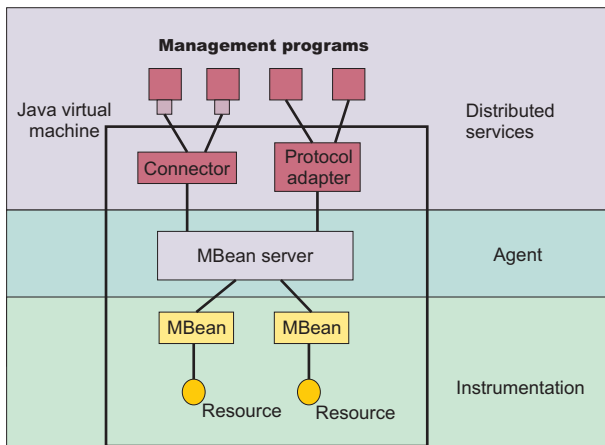 Management programs
Java virtual
machine
Distributed
services
Connector
Protocol
adapter
MBean server
Agent
MBean
MBean
Resource
Resource
Instrumentation